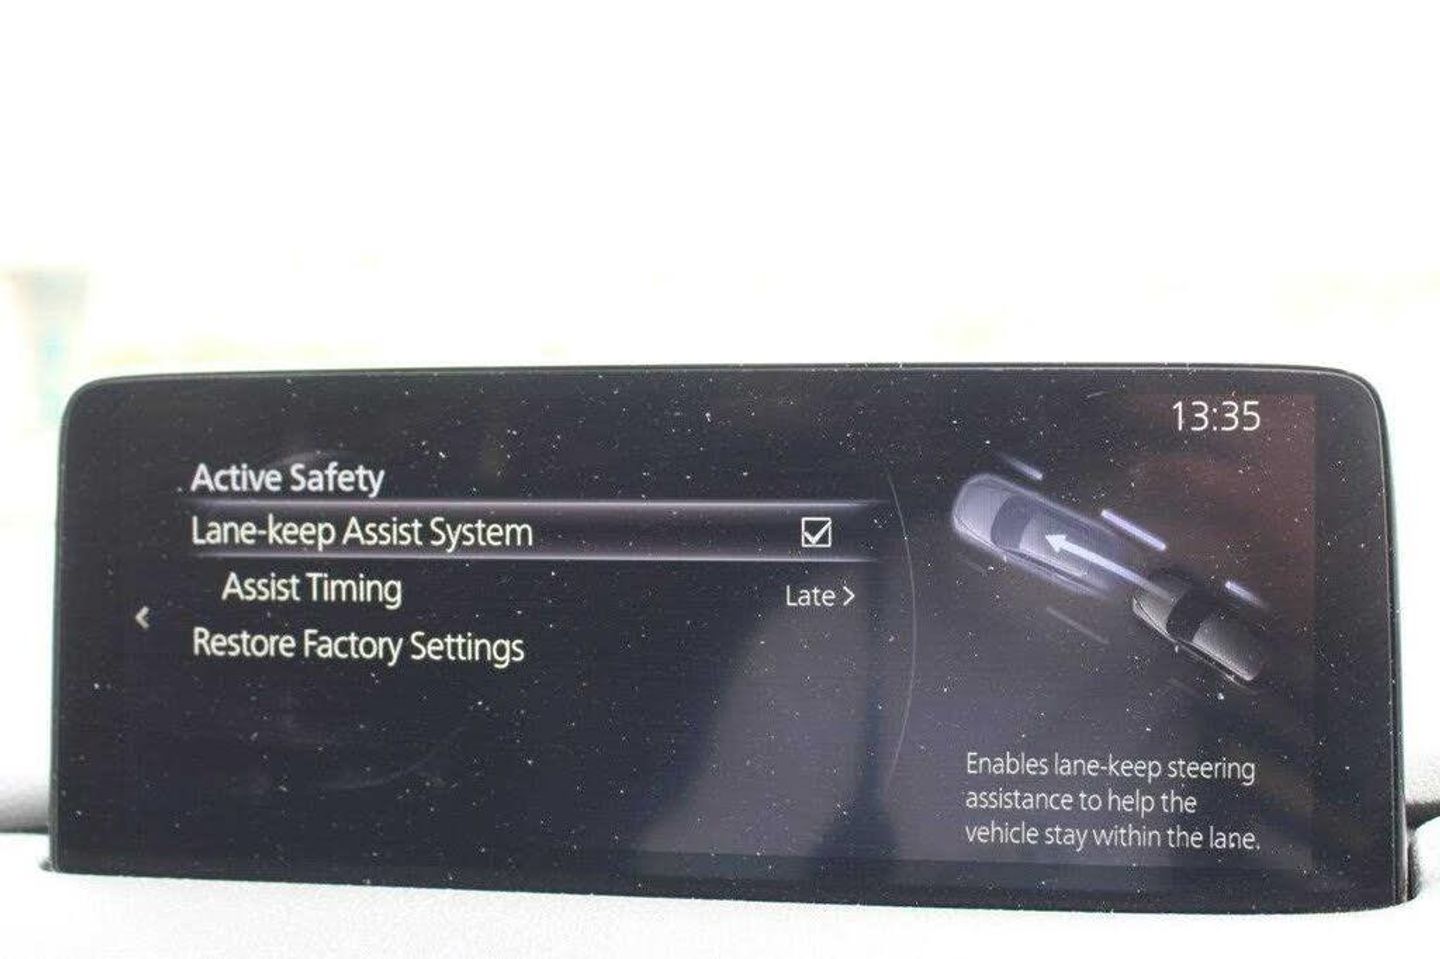 13:35
Active Safety
Lane-keep Assist System
Assist Timing Late >
Restore Factory Settings
Enables lane-keep steering
assistance to help the
vehicle stay within the lane.